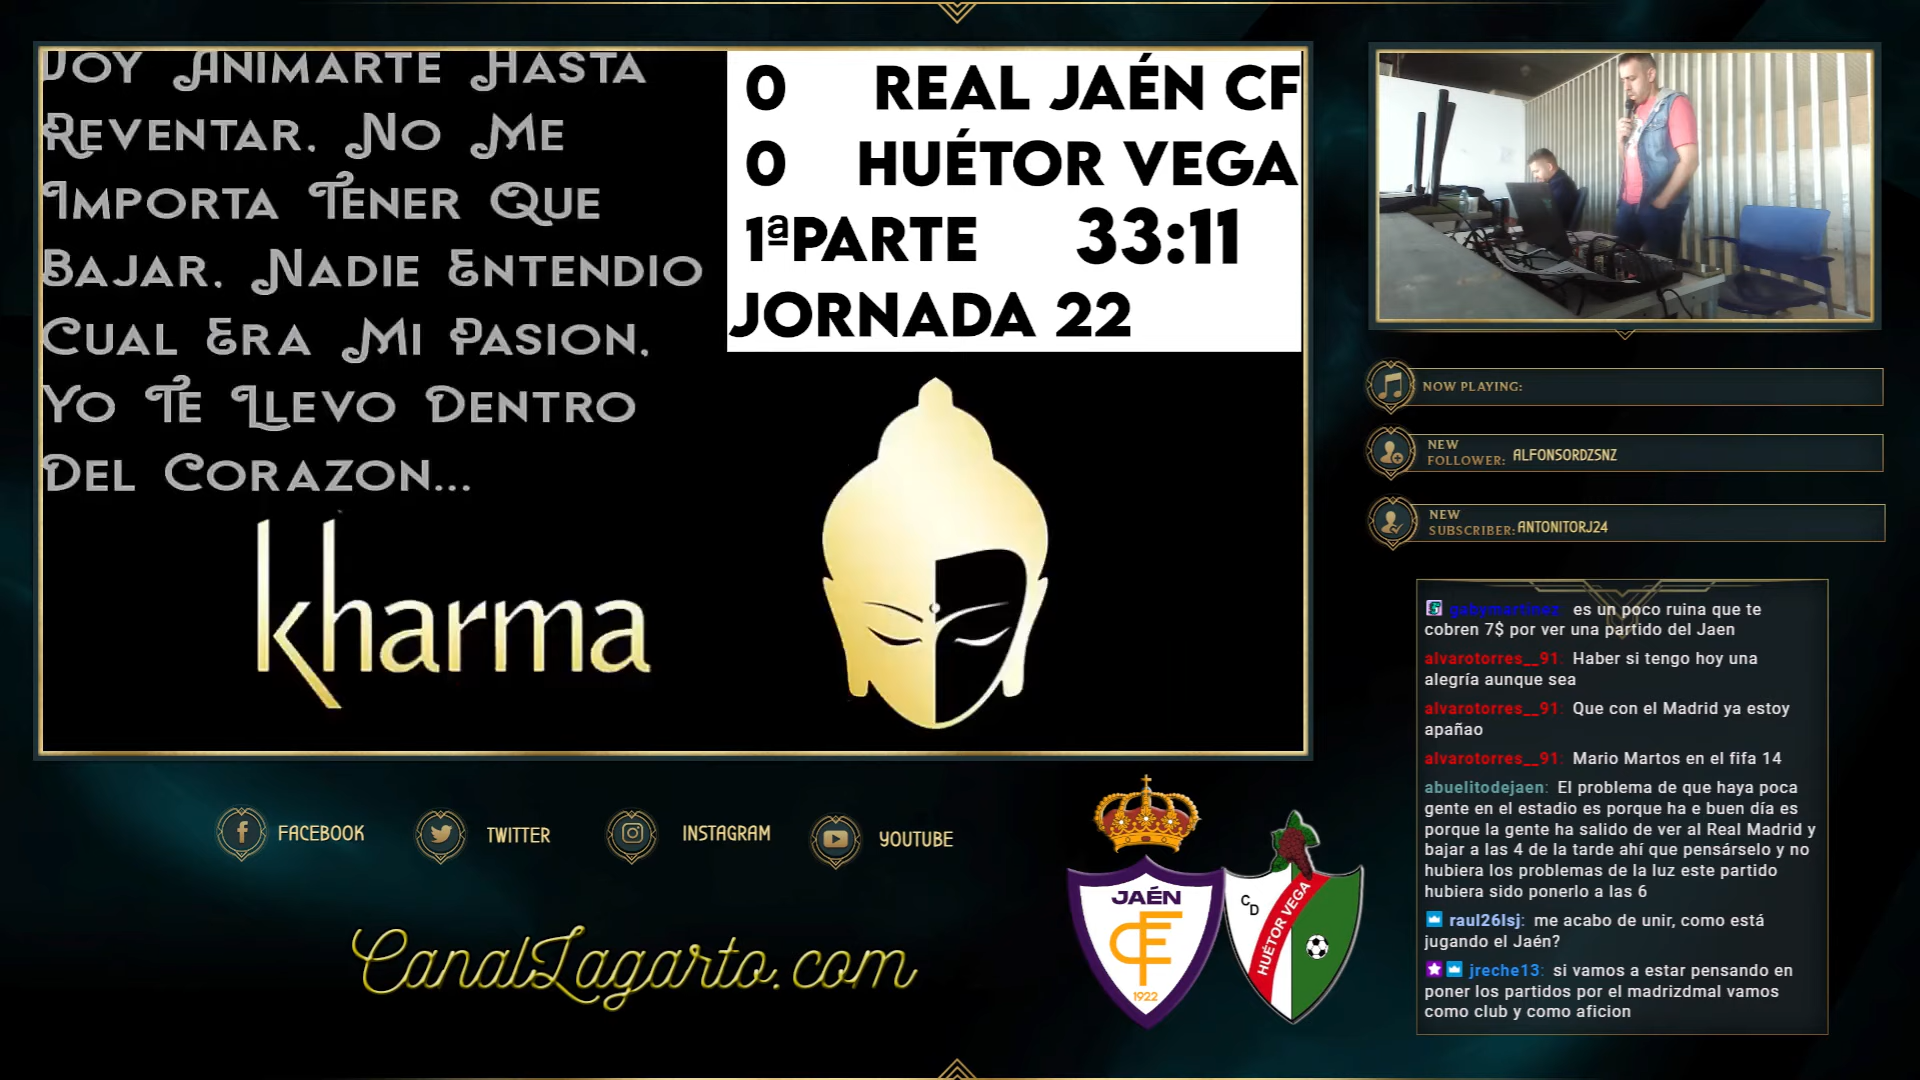 Voy Animarte Hasta
Reventar. No Me
Importa Tener Que
Bajar. Nadie Entendio
Cual Era Mi Pasion.
Yo Te Llevo Dentro
Del Corazon...
kharma
0 REAL JAÉN CF
0 HUÉTOR VEGA
1ªPARTE 33:11
JORNADA 22
NOW PLAYING:
NEW
FOLLOWER: ALFONSORDZSNZ
NEW
SUBSCRIBER: ANTONITORJ24
gabymartinez: es un poco ruina que te
cobren 7$ por ver una partido del Jaen
alvarotorres__91: Haber si tengo hoy una
alegría aunque sea
alvarotorres__91: Que con el Madrid ya estoy
apañao
alvarotorres__91: Mario Martos en el fifa 14
abuelitodejaen: El problema de que haya poca
gente en el estadio es porque ha e buen día es
porque la gente ha salido de ver al Real Madrid y
bajar a las 4 de la tarde ahí que pensárselo y no
hubiera los problemas de la luz este partido
hubiera sido ponerlo a las 6
raul26lsj: me acabo de unir, como está
jugando el Jaén?
jreche13: si vamos a estar pensando en
poner los partidos por el madrizdmal vamos
como club y como aficion
FACEBOOK
TWITTER
INSTAGRAM
YOUTUBE
CanalLagarto.com
JAÉN
CF
1922
CD
HUÉTOR VEGA